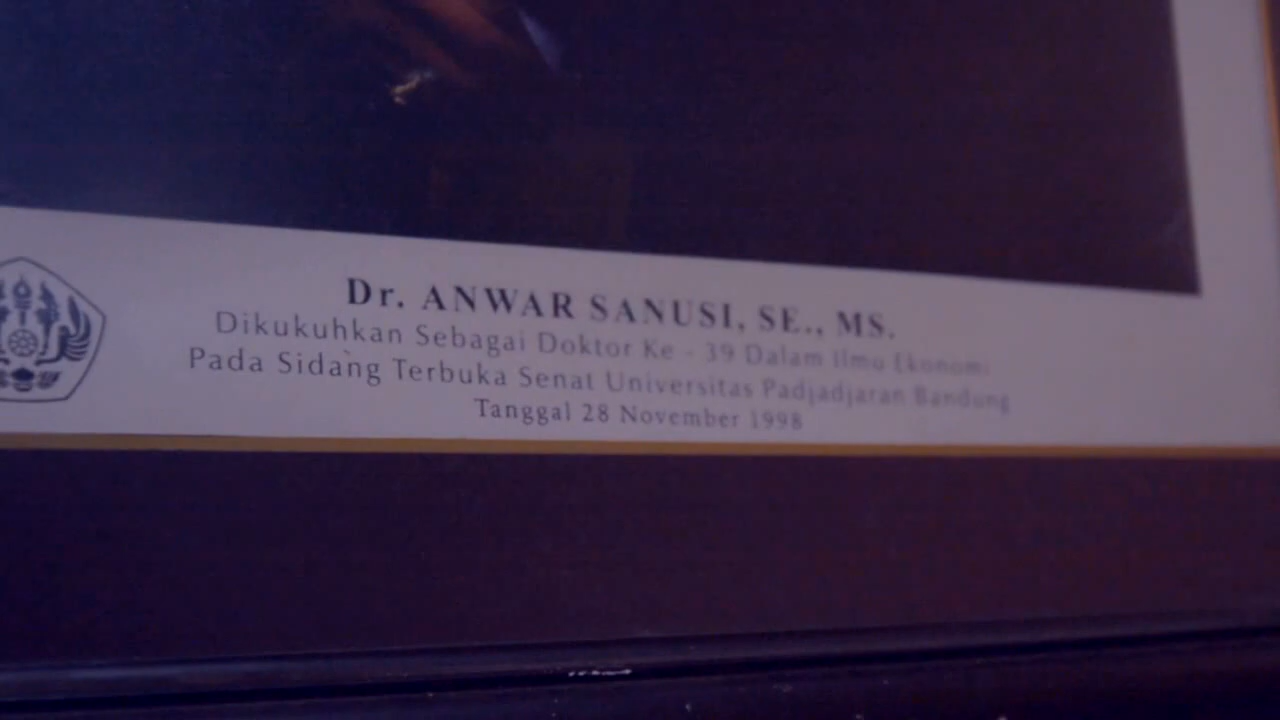 Dr. ANWAR SANUSI, SE., MS.
Dikukuhkan Sebagai Doktor Ke - 39 Dalam Ilmu Ekonomi
Pada Sidang Terbuka Senat Universitas Padjadjaran Bandung
Tanggal 28 November 1998